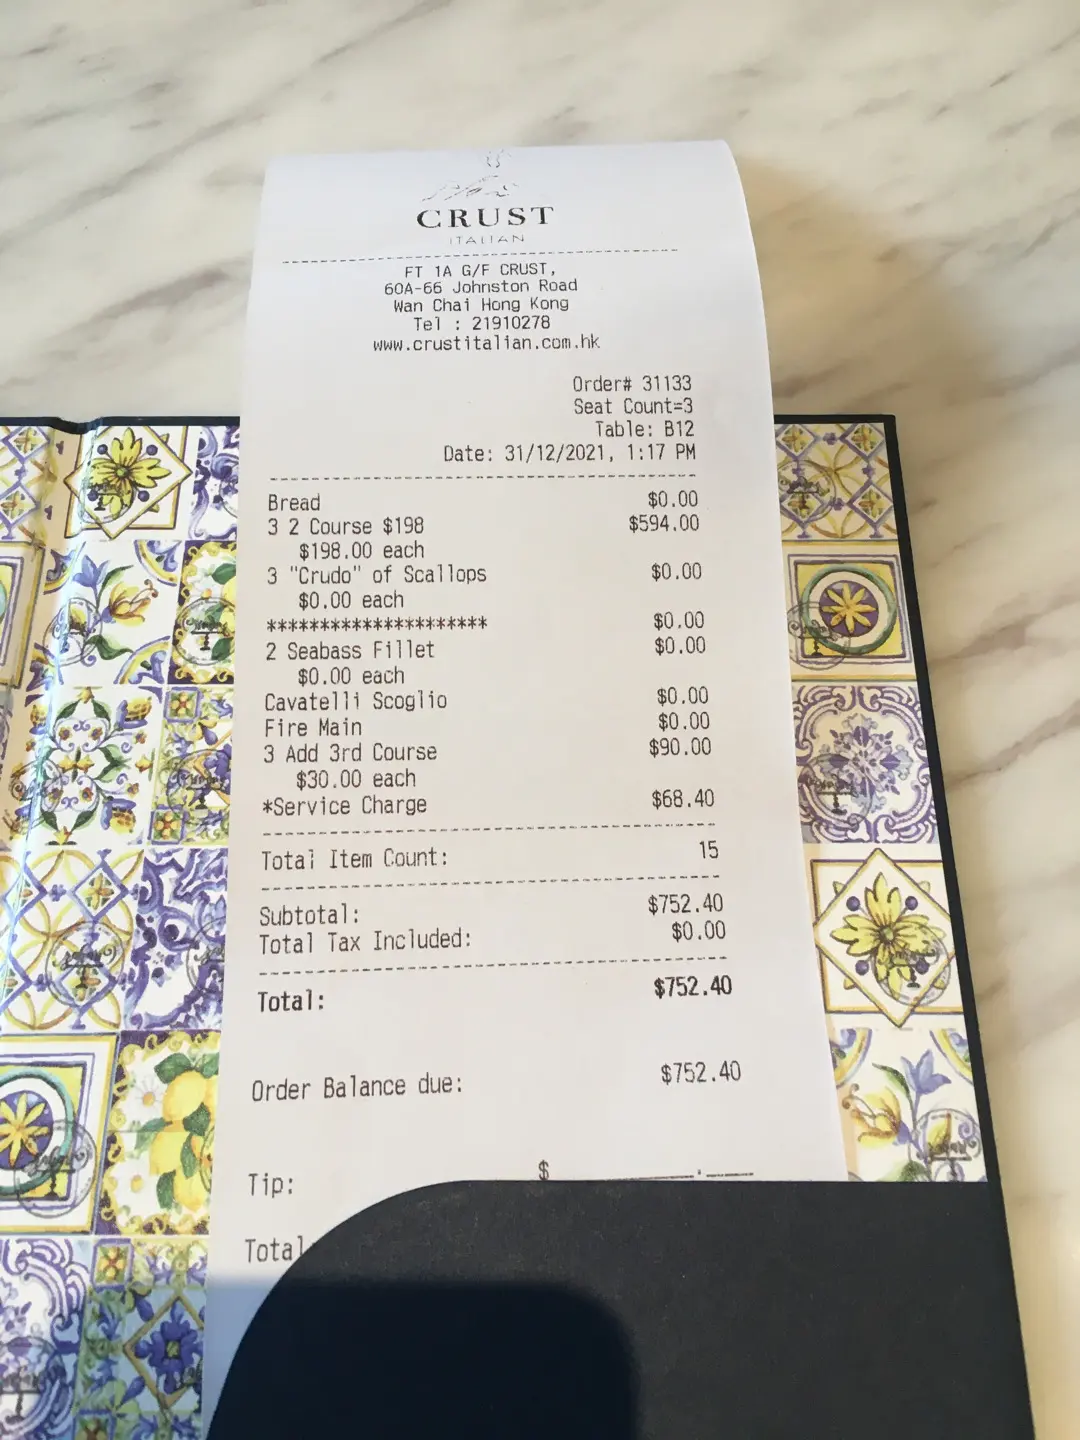 CRUST
ITALIAN
FT 1A G/F CRUST,
60A-66 Johnston Road
Wan Chai Hong Kong
Tel : 21910278
www.crustitalian.com.hk
Order# 31133
Seat Count=3
Table: B12
Date: 31/12/2021, 1:17 PM
Bread $0.00
3 2 Course $198 $594.00
$198.00 each
3 "Crudo" of Scallops $0.00
$0.00 each
********************* $0.00
2 Seabass Fillet $0.00
$0.00 each
Cavatelli Scoglio $0.00
Fire Main $0.00
3 Add 3rd Course $90.00
$30.00 each
*Service Charge $68.40
Total Item Count: 15
Subtotal: $752.40
Total Tax Included: $0.00
Total: $752.40
Order Balance due: $752.40
Tip: $
Total